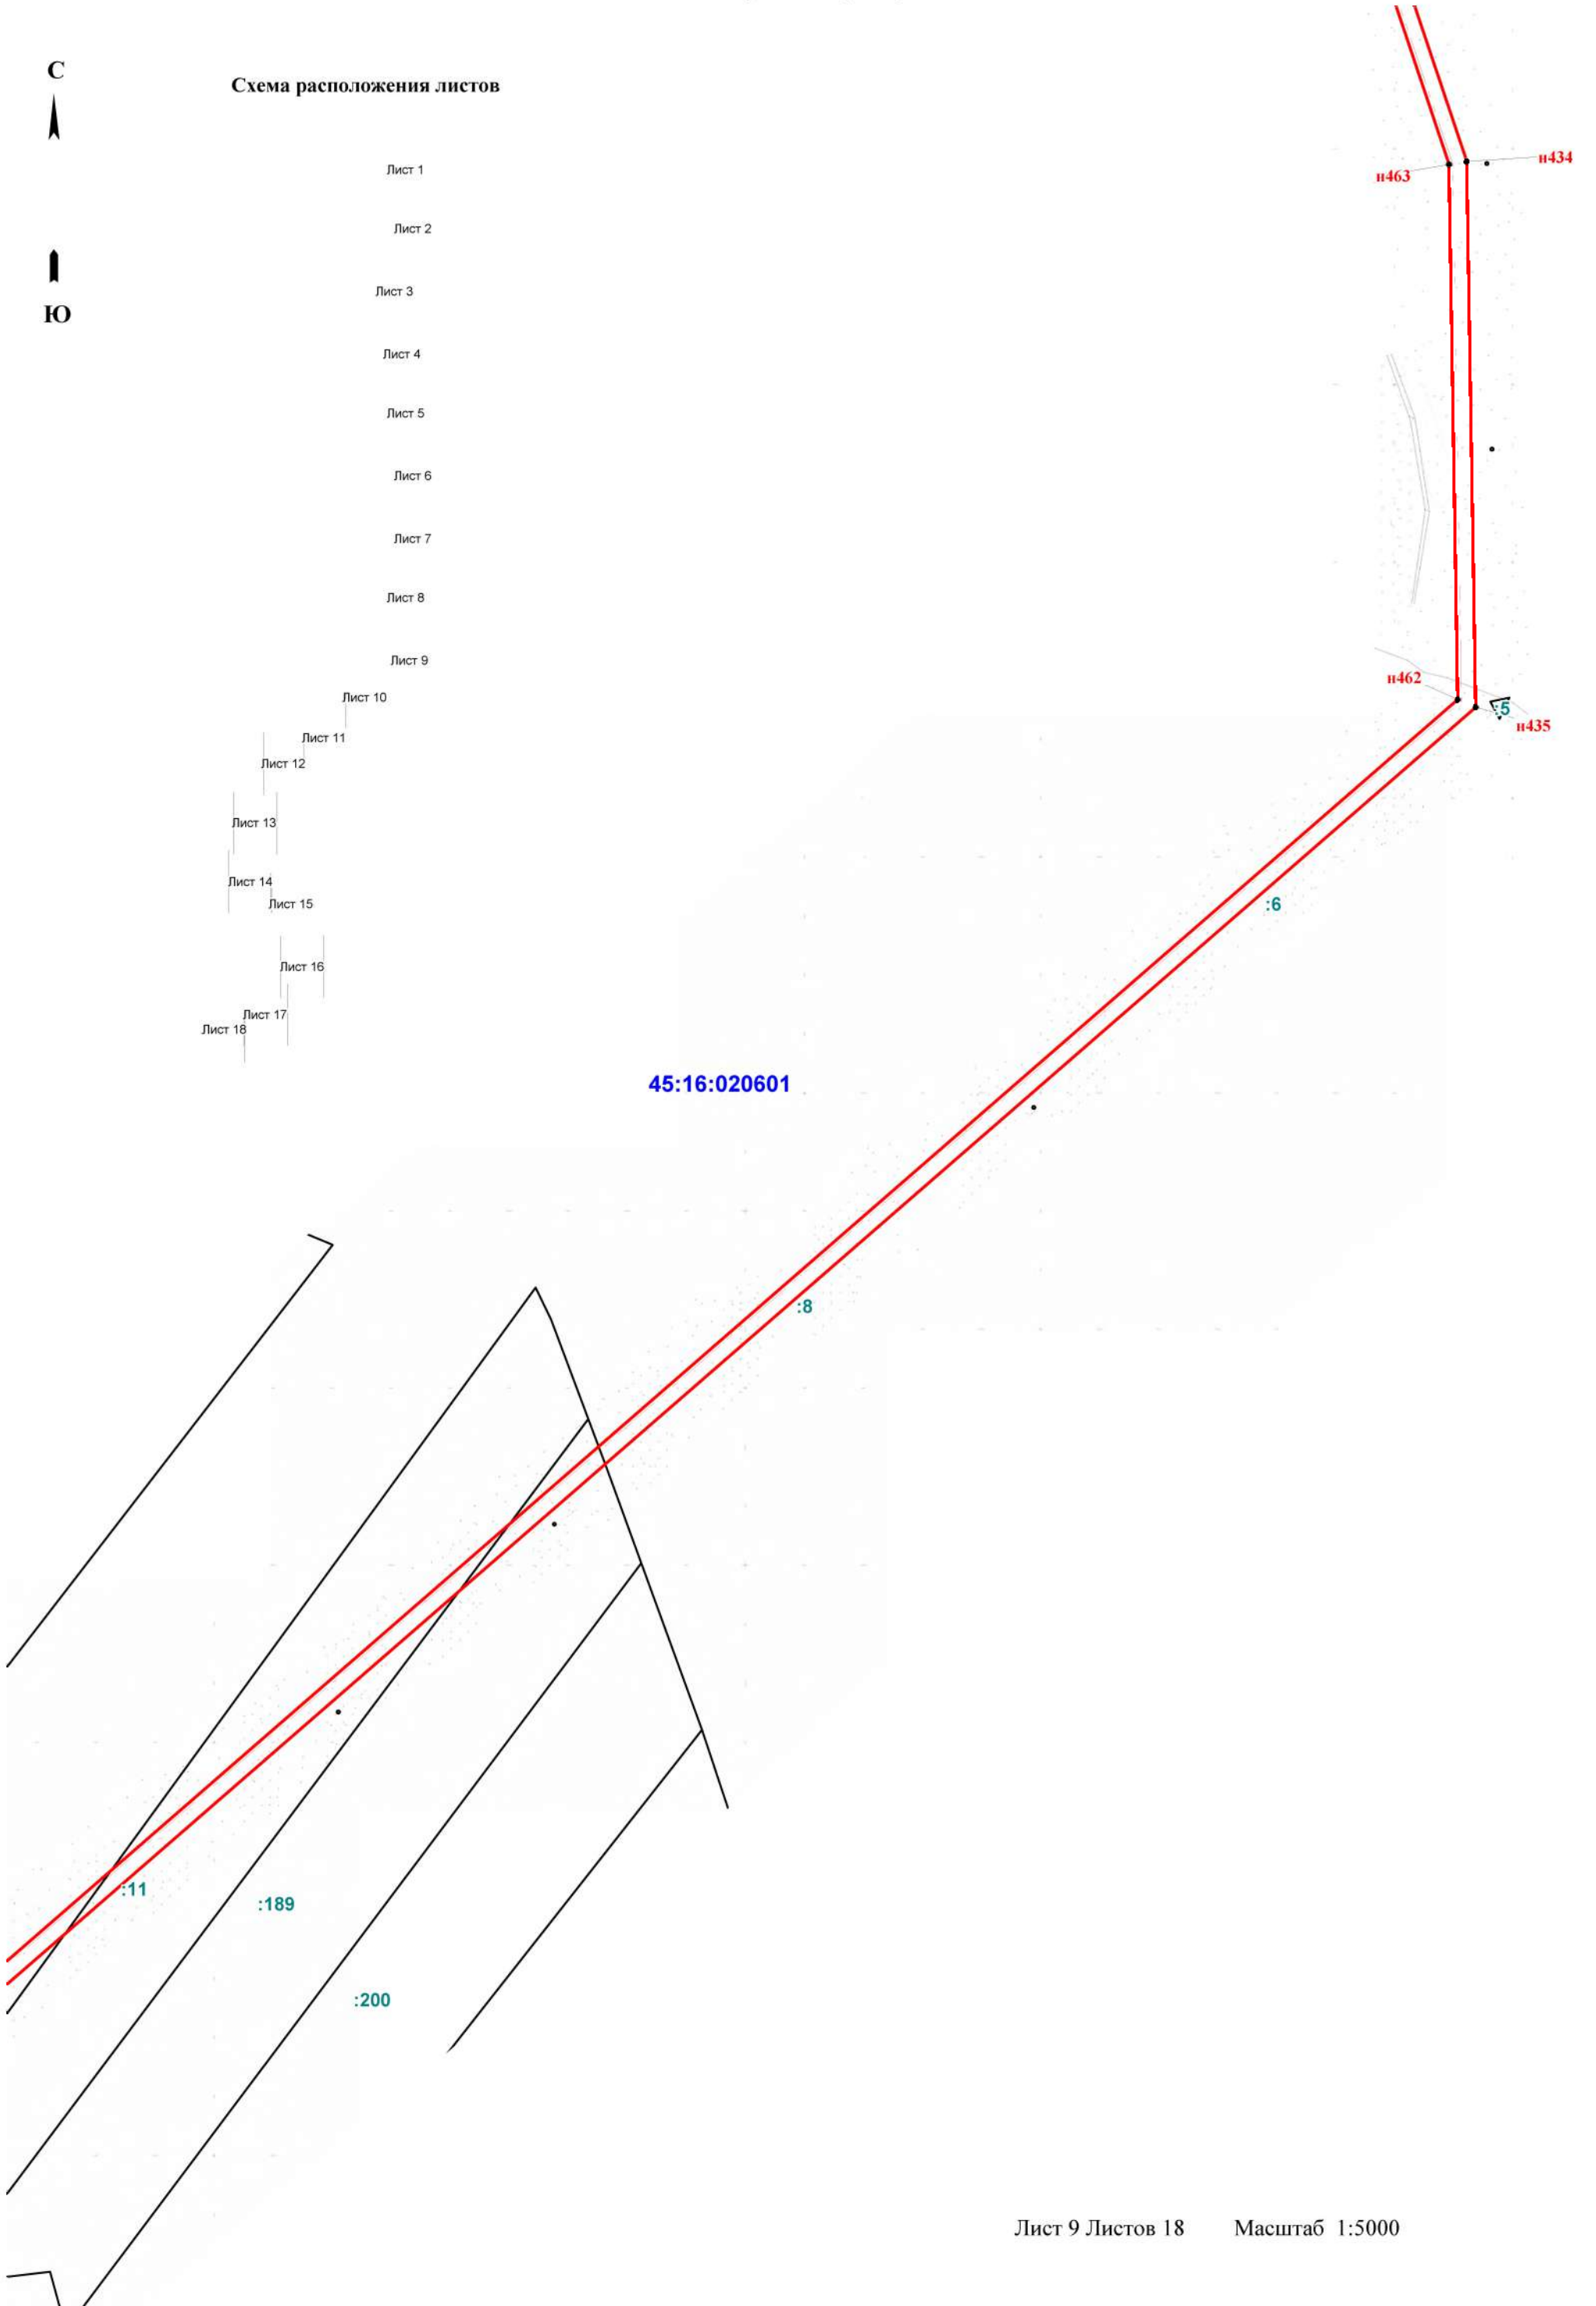 С
Схема расположения листов
Лист 1
н434
н463
Лист 2
Лист 3
Ю
Лист 4
Лист 5
Лист 6
Лист 7
Лист 8
Лист 9
н462
Лист 10
:5
н435
Лист 11
Лист 12
Лист 13
Лист 14
Лист 15
:6
Лист 16
Лист 17
Лист 18
45:16:020601
:8
:11
:189
:200
Лист 9 Листов 18 Масштаб 1:5000